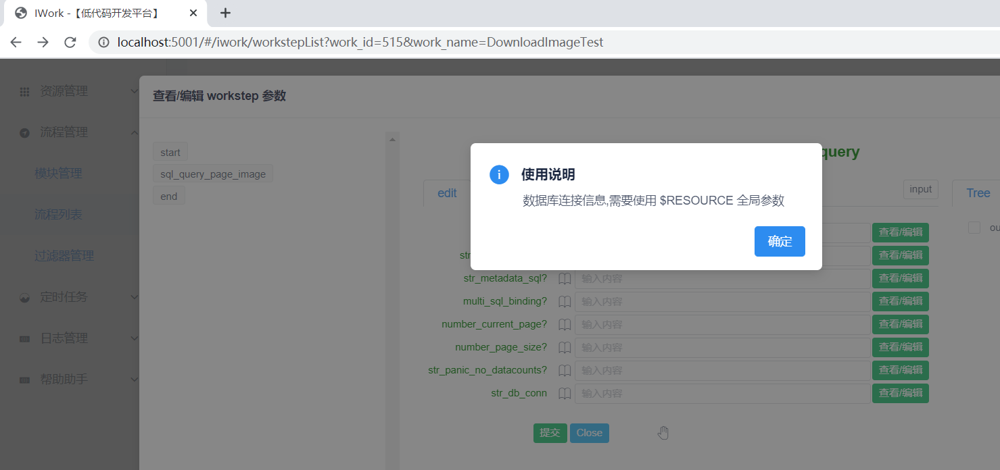 IWork -【低代码开发平台】
localhost:5001/#/iwork/workstepList?work_id=515&work_name=DownloadImageTest
资源管理
流程管理
模块管理
流程列表
过滤器管理
定时任务
日志管理
帮助助手
查看/编辑 workstep 参数
start
sql_query_page_image
end
query
edit
input
Tree
使用说明
数据库连接信息,需要使用 $RESOURCE 全局参数
确定
查看/编辑
str
查看/编辑
str_metadata_sql? 输入内容 查看/编辑
multi_sql_binding? 输入内容 查看/编辑
number_current_page? 输入内容 查看/编辑
number_page_size? 输入内容 查看/编辑
str_panic_no_datacounts? 输入内容 查看/编辑
str_db_conn 输入内容 查看/编辑
提交 Close
ou